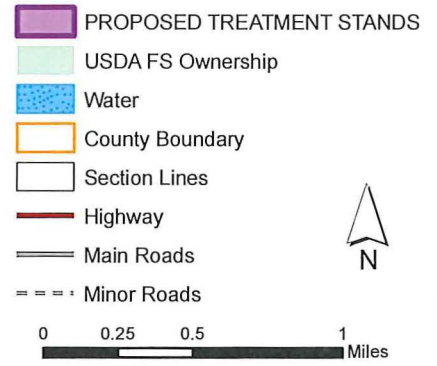 PROPOSED TREATMENT STANDS
USDA FS Ownership
Water
County Boundary
Section Lines
Highway
Main Roads
Minor Roads
N
0 0.25 0.5 1
Miles